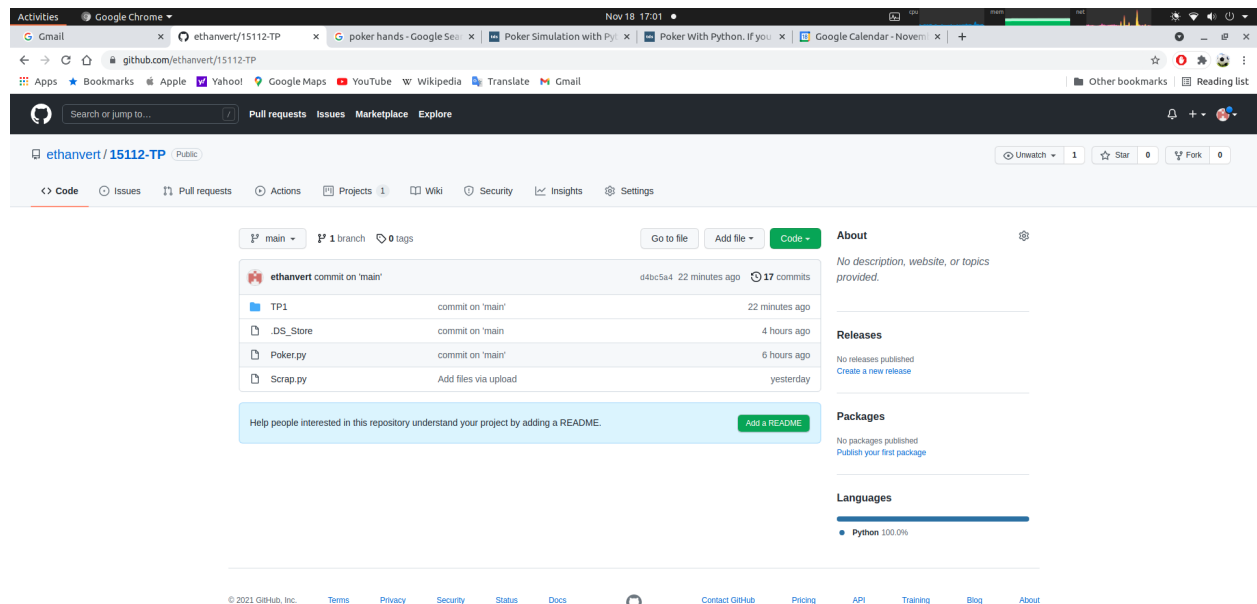 Activities Google Chrome Nov 18 17:01 cpu mem net
Gmail ethanvert/15112-TP poker hands - Google Sea Poker Simulation with Pyt Poker With Python. If you Google Calendar - Novem
github.com/ethanvert/15112-TP
Apps Bookmarks Apple Yahoo! Google Maps YouTube Wikipedia Translate Gmail Other bookmarks Reading list
Search or jump to... / Pull requests Issues Marketplace Explore
ethanvert / 15112-TP Public Unwatch 1 Star 0 Fork 0
<> Code Issues Pull requests Actions Projects 1 Wiki Security Insights Settings
main 1 branch 0 tags Go to file Add file Code About
ethanvert commit on 'main' d4bc5a4 22 minutes ago 17 commits
No description, website, or topics
provided.
TP1 commit on 'main' 22 minutes ago
.DS_Store commit on 'main 4 hours ago
Poker.py commit on 'main' 6 hours ago
Scrap.py Add files via upload yesterday
Releases
No releases published
Create a new release
Help people interested in this repository understand your project by adding a README. Add a README
Packages
No packages published
Publish your first package
Languages
Python 100.0%
© 2021 GitHub, Inc. Terms Privacy Security Status Docs Contact GitHub Pricing API Training Blog About